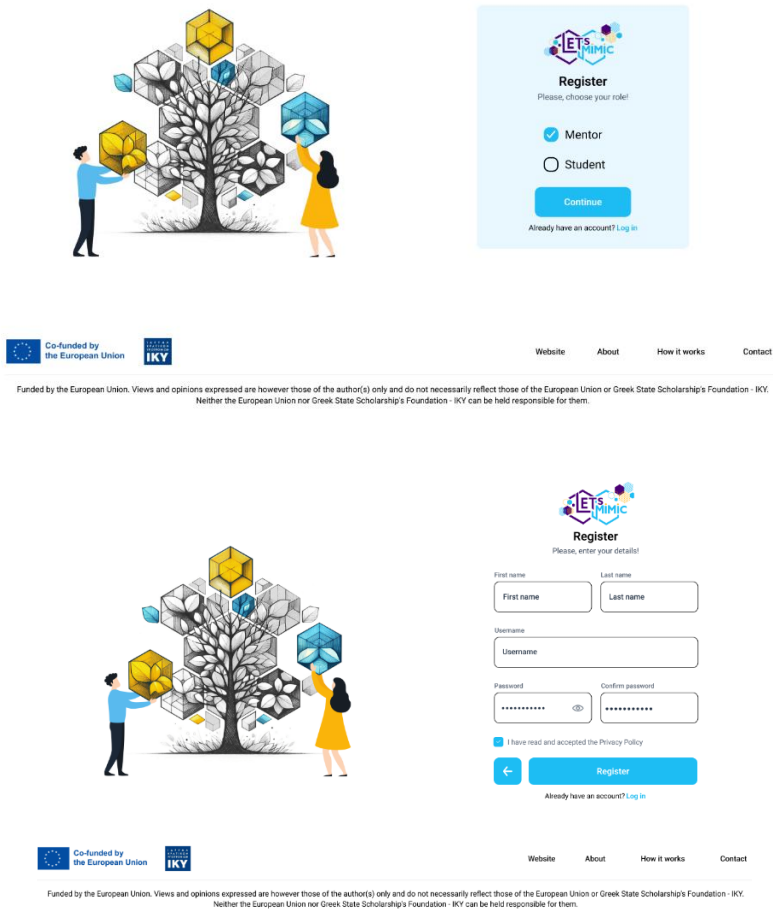 LET'S
MIMIC
Register
Please, choose your role!
Mentor
Student
Continue
Already have an account? Log in
Co-funded by
the European Union
IKY
Website About How it works Contact
Funded by the European Union. Views and opinions expressed are however those of the author(s) only and do not necessarily reflect those of the European Union or Greek State Scholarship's Foundation - IKY.
Neither the European Union nor Greek State Scholarship's Foundation - IKY can be held responsible for them.
LET'S
MIMIC
Register
Please, enter your details!
First name Last name
First name Last name
Username
Username
Password Confirm password
I have read and accepted the Privacy Policy
Register
Already have an account? Log in
Co-funded by
the European Union
IKY
Website About How it works Contact
Funded by the European Union. Views and opinions expressed are however those of the author(s) only and do not necessarily reflect those of the European Union or Greek State Scholarship's Foundation - IKY.
Neither the European Union nor Greek State Scholarship's Foundation - IKY can be held responsible for them.